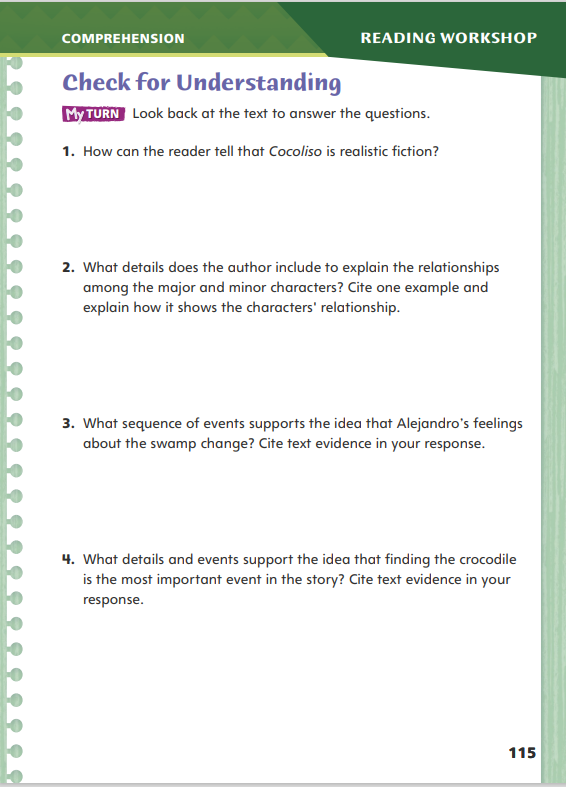 COMPREHENSION
READING WORKSHOP
Check for Understanding
My TURN Look back at the text to answer the questions.
1. How can the reader tell that Cocoliso is realistic fiction?
2. What details does the author include to explain the relationships
among the major and minor characters? Cite one example and
explain how it shows the characters' relationship.
3. What sequence of events supports the idea that Alejandro's feelings
about the swamp change? Cite text evidence in your response.
4. What details and events support the idea that finding the crocodile
is the most important event in the story? Cite text evidence in your
response.
115